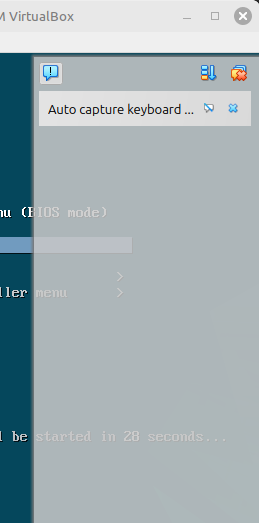 M VirtualBox
Auto capture keyboard ...
nu (BIOS mode)
ller menu
l be started in 28 seconds...